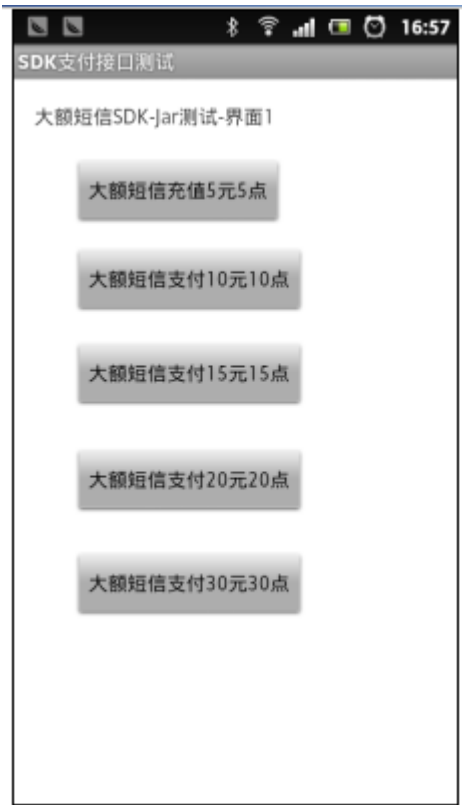 16:57
SDK支付接口测试
大额短信SDK-Jar测试-界面1
大额短信充值5元5点
大额短信支付10元10点
大额短信支付15元15点
大额短信支付20元20点
大额短信支付30元30点